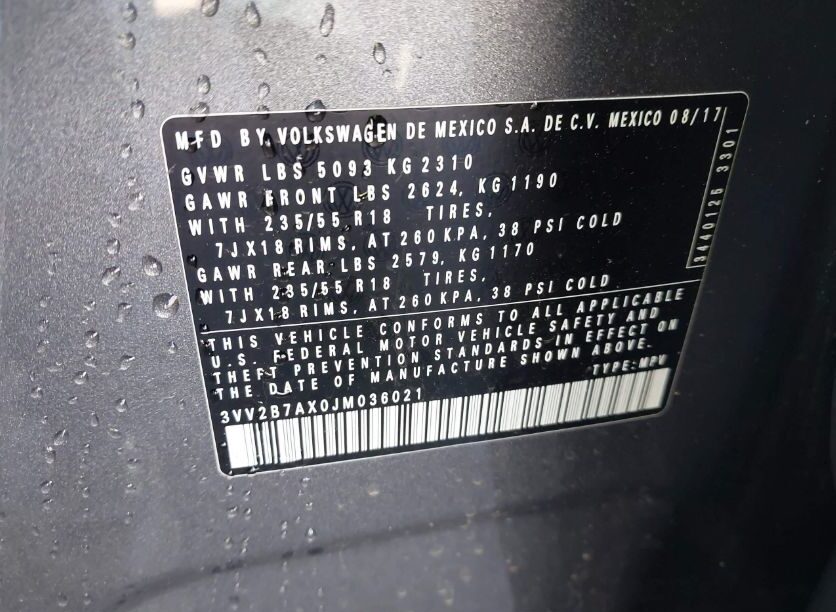 MFD BY VOLKSWAGEN DE MEXICO S.A. DE C.V. MEXICO 08/17
GVWR LBS 5093 KG 2310
GAWR FRONT LBS 2624, KG 1190
WITH 235/55 R18 TIRES,
7JX18 RIMS, AT 260 KPA, 38 PSI COLD
GAWR REAR LBS 2579, KG 1170
WITH 235/55 R18 TIRES,
7JX18 RIMS, AT 260 KPA, 38 PSI COLD
THIS VEHICLE CONFORMS TO ALL APPLICABLE
U.S. FEDERAL MOTOR VEHICLE SAFETY AND
THEFT PREVENTION STANDARDS IN EFFECT ON
THE DATE OF MANUFACTURE SHOWN ABOVE.
TYPE: MPV
3VV2B7AX0JM036021
3440126 3301